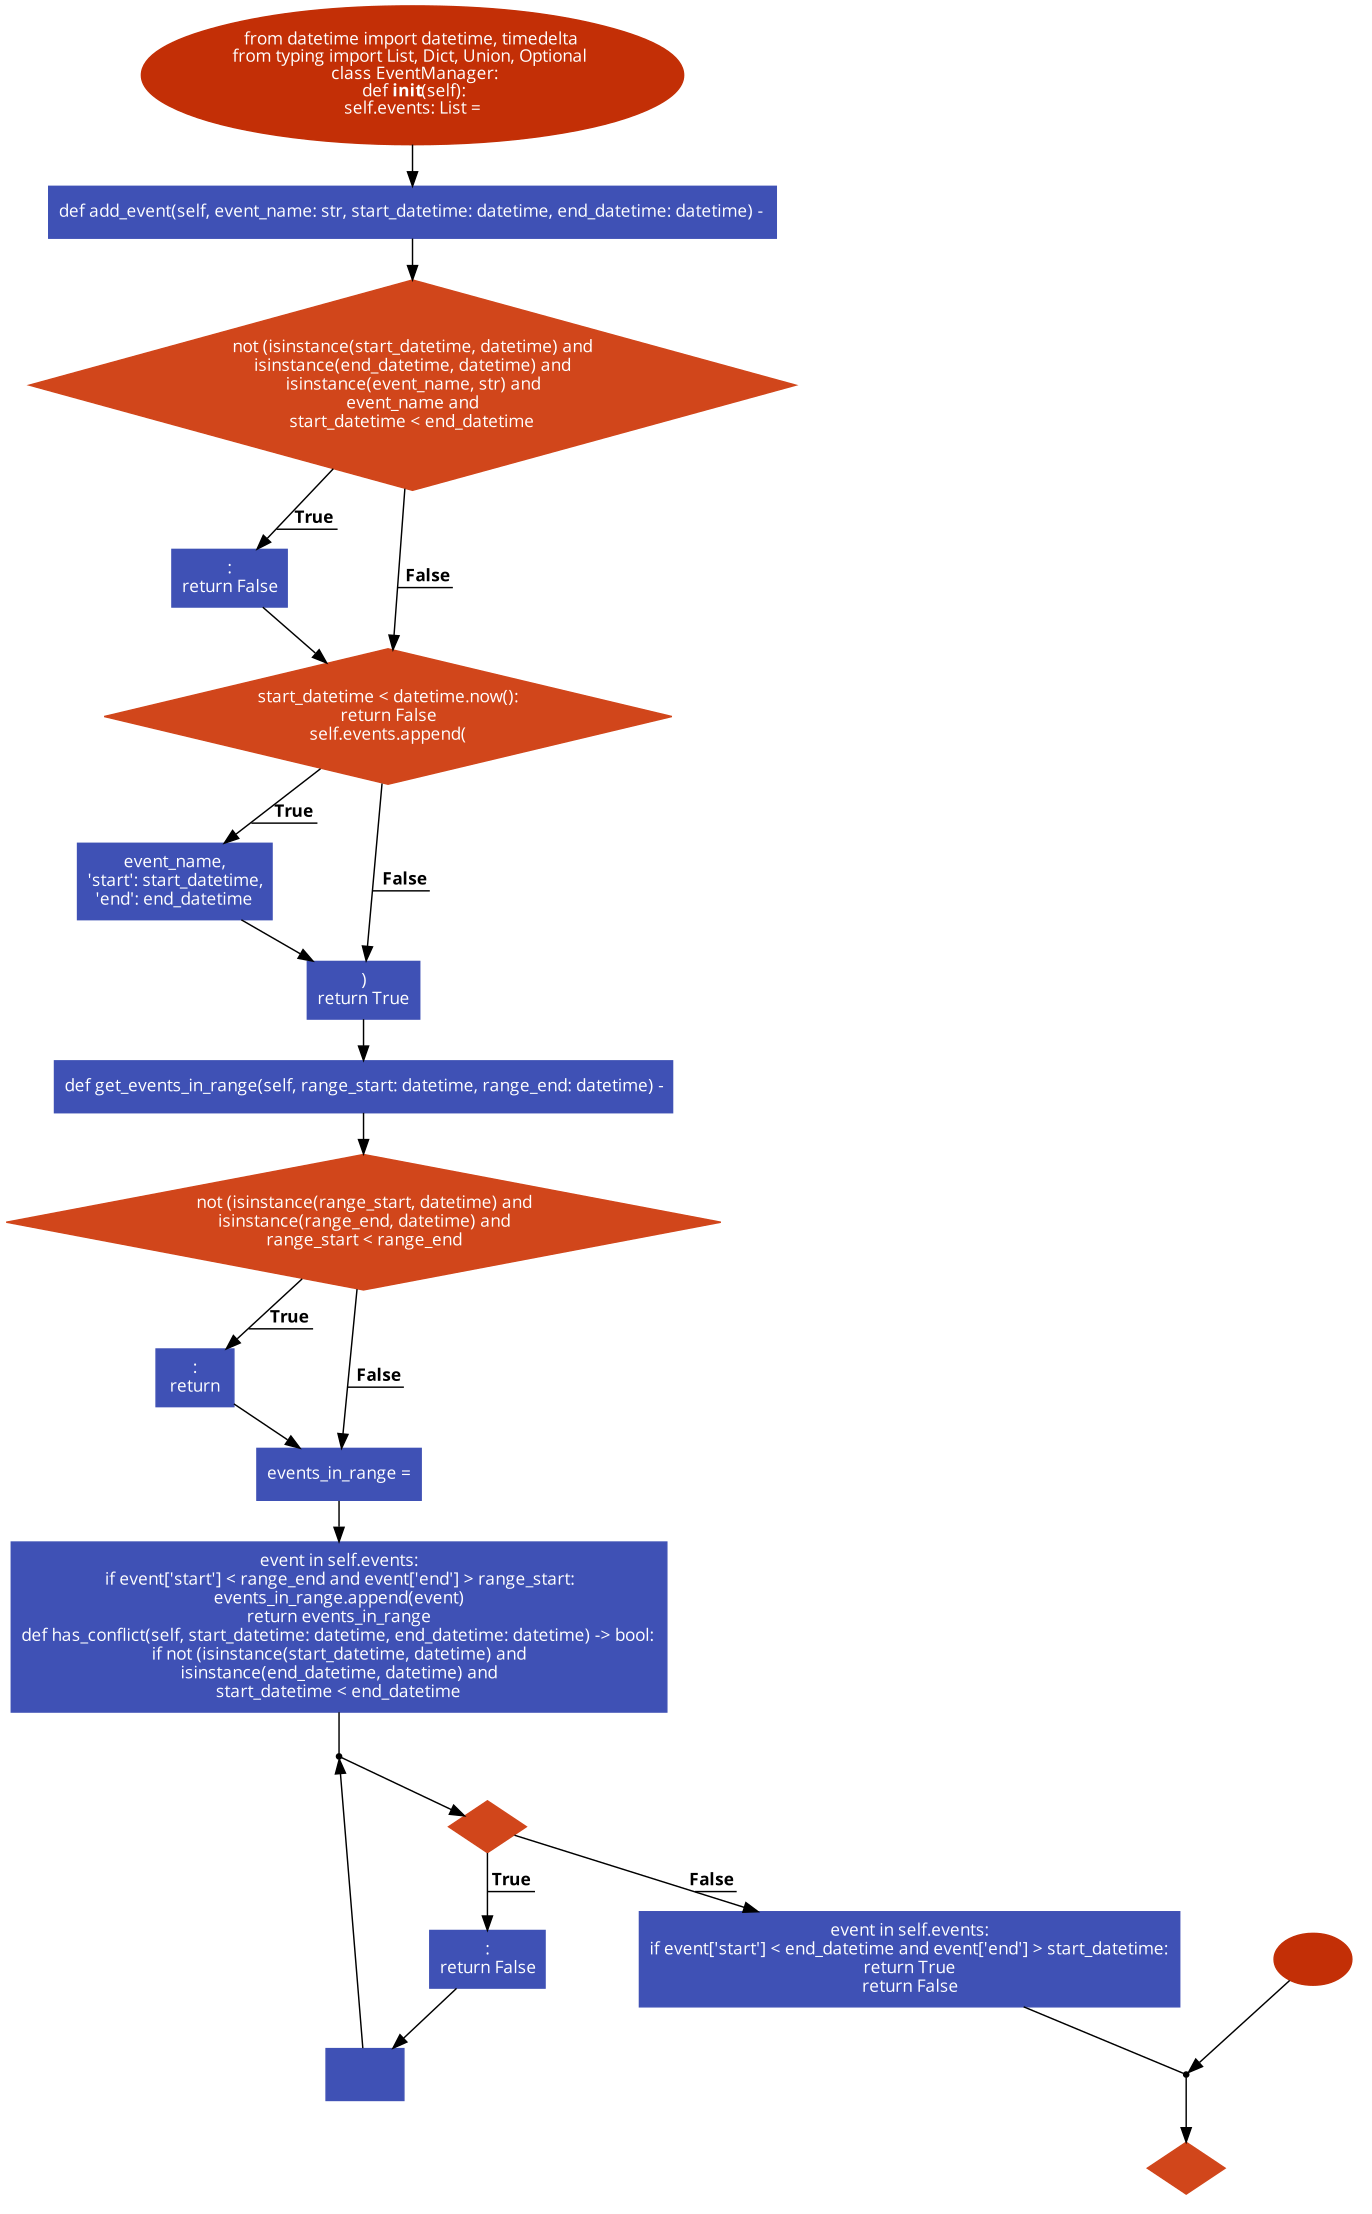 from datetime import datetime, timedelta
from typing import List, Dict, Union, Optional
class EventManager:
def init(self):
self.events: List =
def add_event(self, event_name: str, start_datetime: datetime, end_datetime: datetime) -
not (isinstance(start_datetime, datetime) and
isinstance(end_datetime, datetime) and
isinstance(event_name, str) and
event_name and
start_datetime < end_datetime
True
:
return False
False
start_datetime < datetime.now():
return False
self.events.append(
True
event_name,
'start': start_datetime,
'end': end_datetime
False
)
return True
def get_events_in_range(self, range_start: datetime, range_end: datetime) -
not (isinstance(range_start, datetime) and
isinstance(range_end, datetime) and
range_start < range_end
True
:
return
False
events_in_range =
event in self.events:
if event['start'] < range_end and event['end'] > range_start:
events_in_range.append(event)
return events_in_range
def has_conflict(self, start_datetime: datetime, end_datetime: datetime) -> bool:
if not (isinstance(start_datetime, datetime) and
isinstance(end_datetime, datetime) and
start_datetime < end_datetime
True
False
:
return False
event in self.events:
if event['start'] < end_datetime and event['end'] > start_datetime:
return True
return False